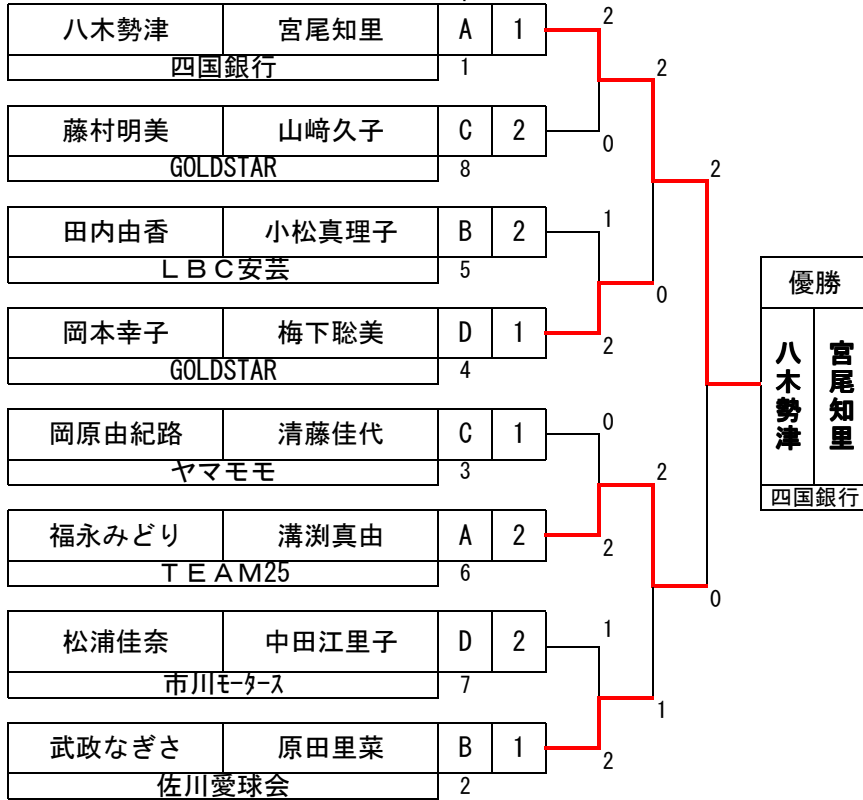 八木勢津 宮尾知里 A 1
四国銀行 1
藤村明美 山﨑久子 C 2
GOLDSTAR 8
田内由香 小松真理子 B 2
ＬＢＣ安芸 5
岡本幸子 梅下聡美 D 1
GOLDSTAR 4
岡原由紀路 清藤佳代 C 1
ヤマモモ 3
福永みどり 溝渕真由 A 2
ＴＥＡＭ25 6
松浦佳奈 中田江里子 D 2
市川ﾓｰﾀｰｽ 7
武政なぎさ 原田里菜 B 1
佐川愛球会 2
2
0
1
2
0
2
1
2
2
0
2
1
2
0
優勝
八木勢津
宮尾知里
四国銀行